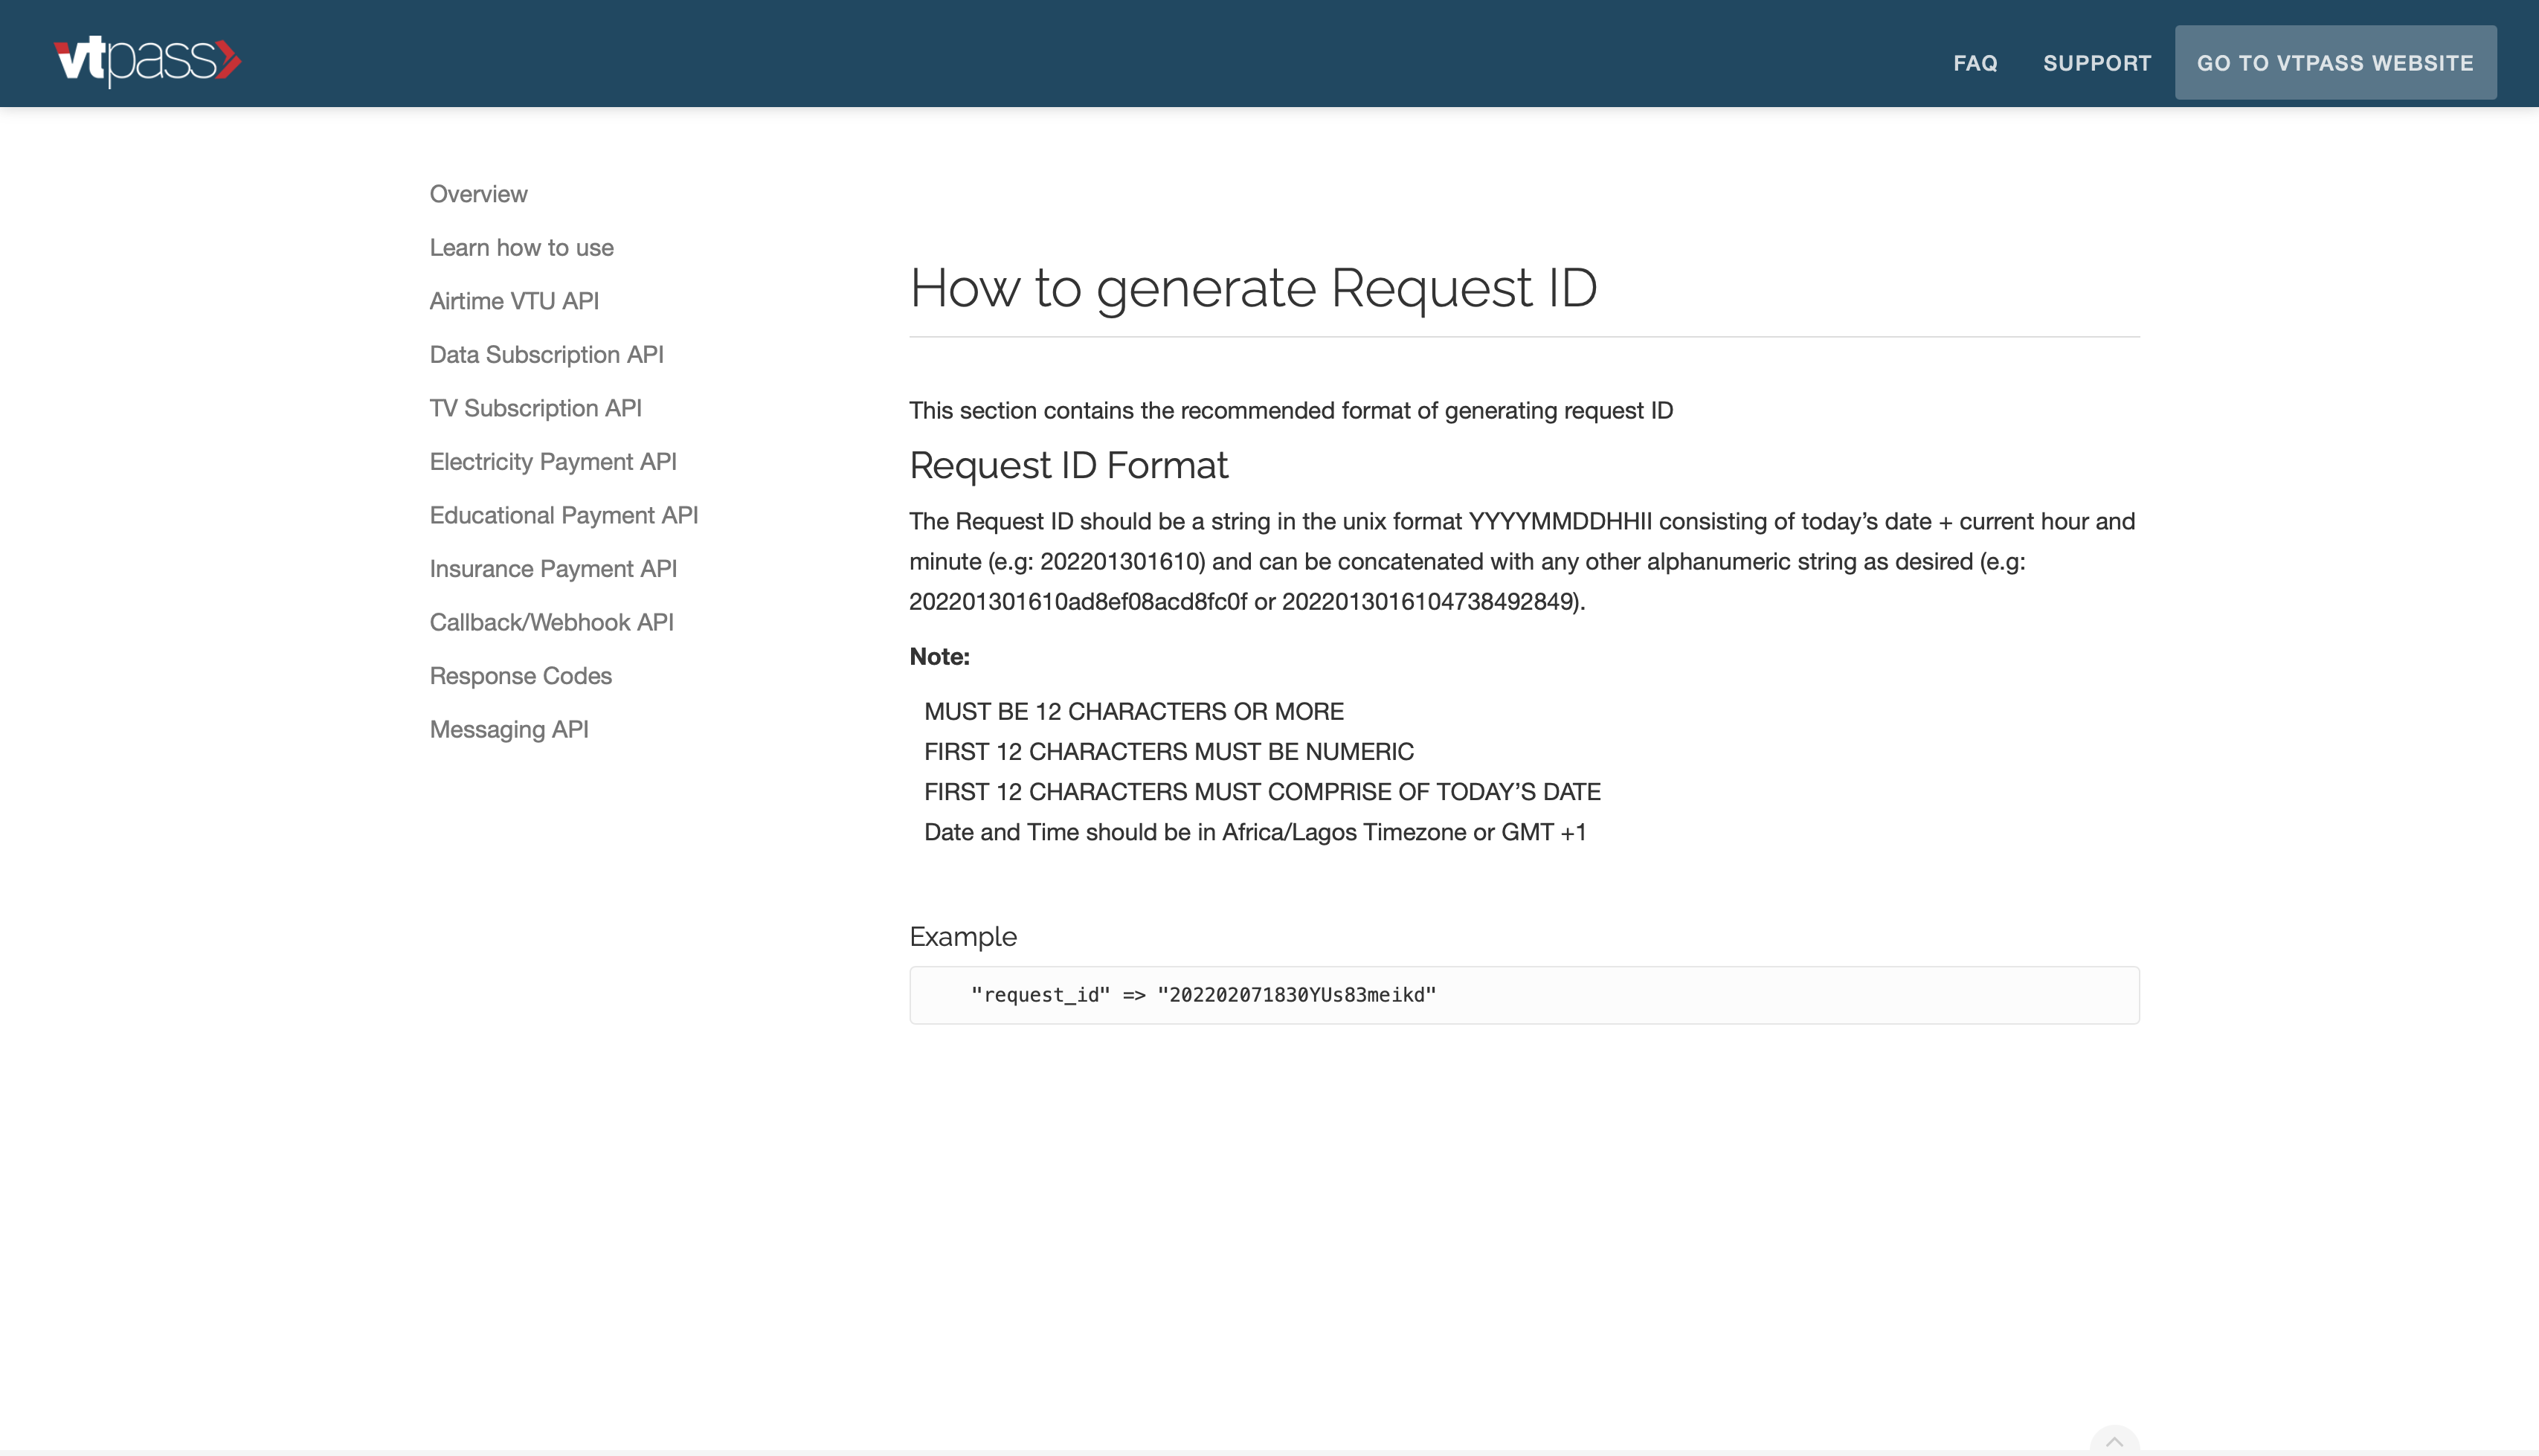 vtpass
FAQ
SUPPORT
GO TO VTPASS WEBSITE
Overview
Learn how to use
Airtime VTU API
Data Subscription API
TV Subscription API
Electricity Payment API
Educational Payment API
Insurance Payment API
Callback/Webhook API
Response Codes
Messaging API
How to generate Request ID
This section contains the recommended format of generating request ID
Request ID Format
The Request ID should be a string in the unix format YYYYMMDDHHII consisting of today’s date + current hour and
minute (e.g: 202201301610) and can be concatenated with any other alphanumeric string as desired (e.g:
202201301610ad8ef08acd8fc0f or 2022013016104738492849).
Note:
MUST BE 12 CHARACTERS OR MORE
FIRST 12 CHARACTERS MUST BE NUMERIC
FIRST 12 CHARACTERS MUST COMPRISE OF TODAY’S DATE
Date and Time should be in Africa/Lagos Timezone or GMT +1
Example
"request_id" => "202202071830YUs83meikd"